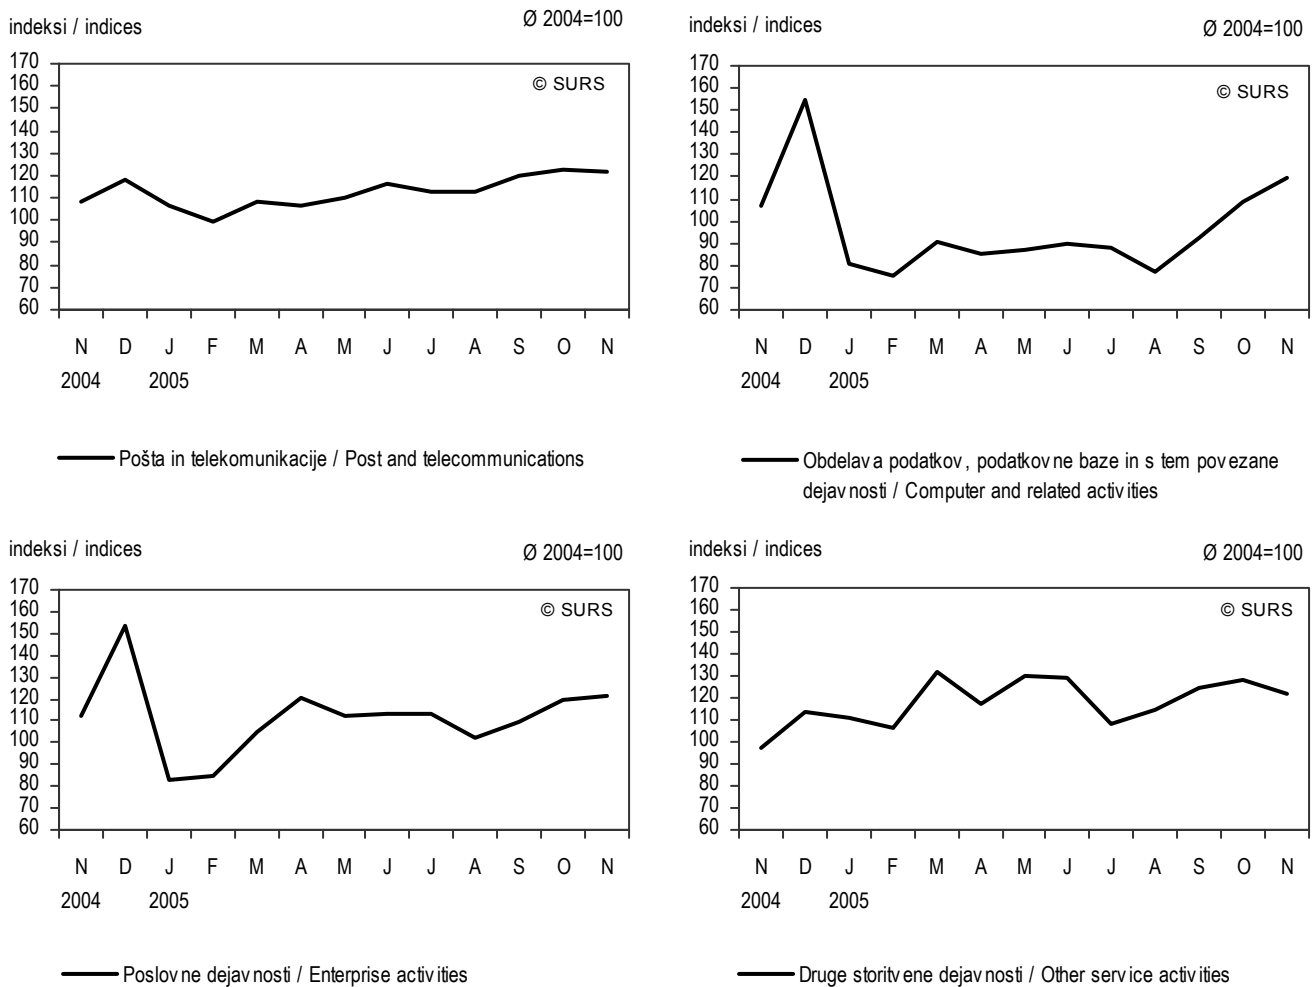 indeksi / indices
Ø 2004=100
170
160
150
140
130
120
110
100
90
80
70
60
© SURS
N D J F M A M J J A S O N
2004 2005
Pošta in telekomunikacije / Post and telecommunications
indeksi / indices
Ø 2004=100
170
160
150
140
130
120
110
100
90
80
70
60
© SURS
N D J F M A M J J A S O N
2004 2005
Obdelava podatkov, podatkovne baze in s tem povezane
dejavnosti / Computer and related activities
indeksi / indices
Ø 2004=100
170
160
150
140
130
120
110
100
90
80
70
60
© SURS
N D J F M A M J J A S O N
2004 2005
Poslovne dejavnosti / Enterprise activities
indeksi / indices
Ø 2004=100
170
160
150
140
130
120
110
100
90
80
70
60
© SURS
N D J F M A M J J A S O N
2004 2005
Druge storitvene dejavnosti / Other service activities